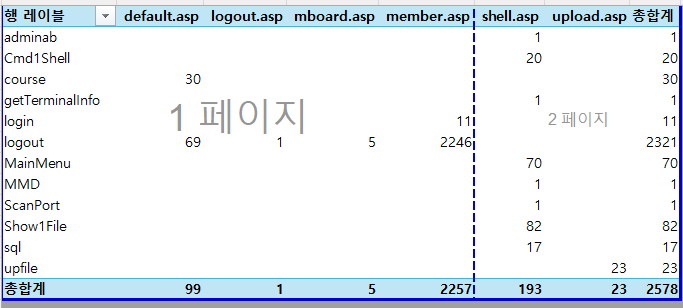 행 레이블 default.asp logout.asp mboard.asp member.asp shell.asp upload.asp 총합계
adminab 1 1
Cmd1Shell 20 20
course 30 30
getTerminalInfo 1 1
login 11 11
logout 69 1 5 2246 2321
MainMenu 70 70
MMD 1 1
ScanPort 1 1
Show1File 82 82
sql 17 17
upfile 23 23
총합계 99 1 5 2257 193 23 2578
1 페이지
2 페이지